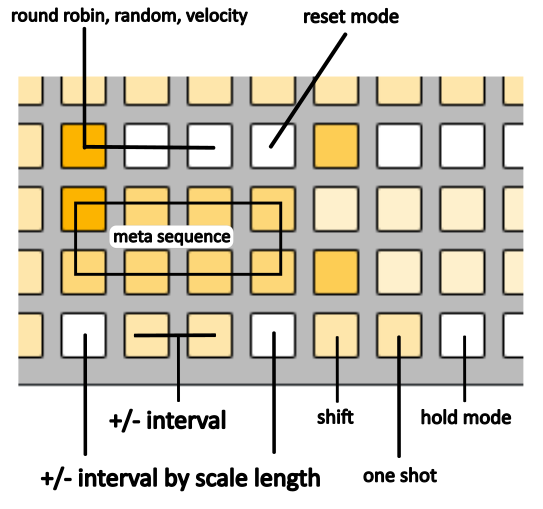 round robin, random, velocity
reset mode
meta sequence
+/- interval
shift
hold mode
+/- interval by scale length
one shot